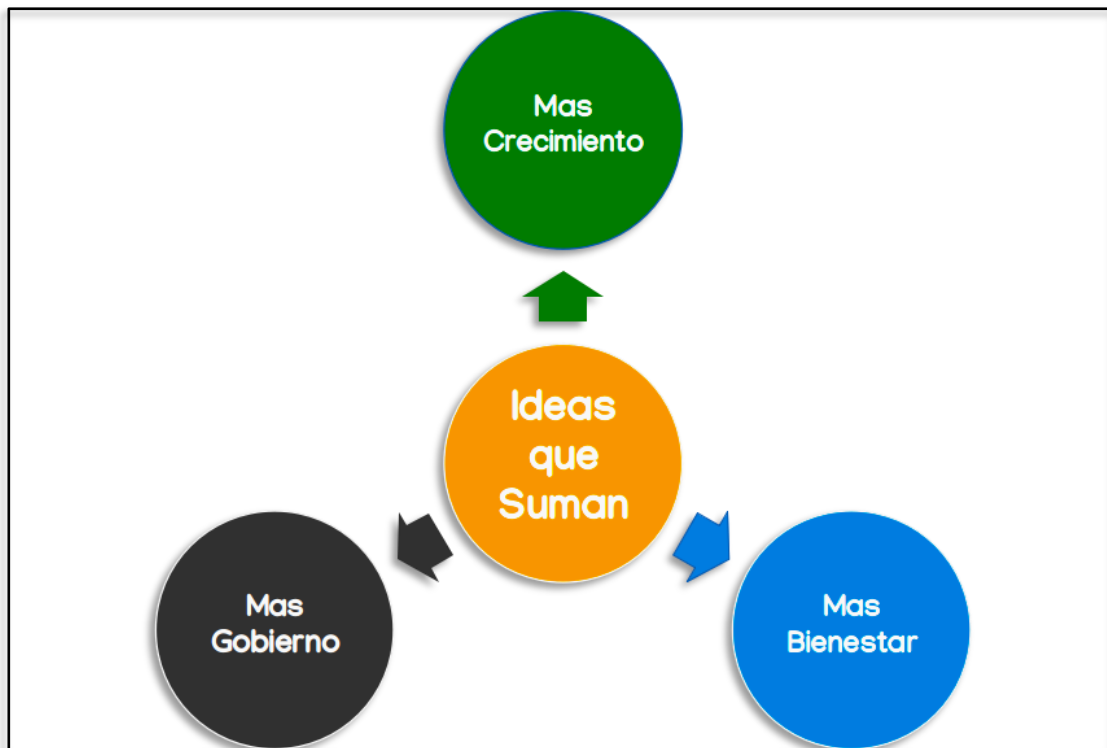 Mas
Crecimiento
Ideas
que
Suman
Mas
Gobierno
Mas
Bienestar